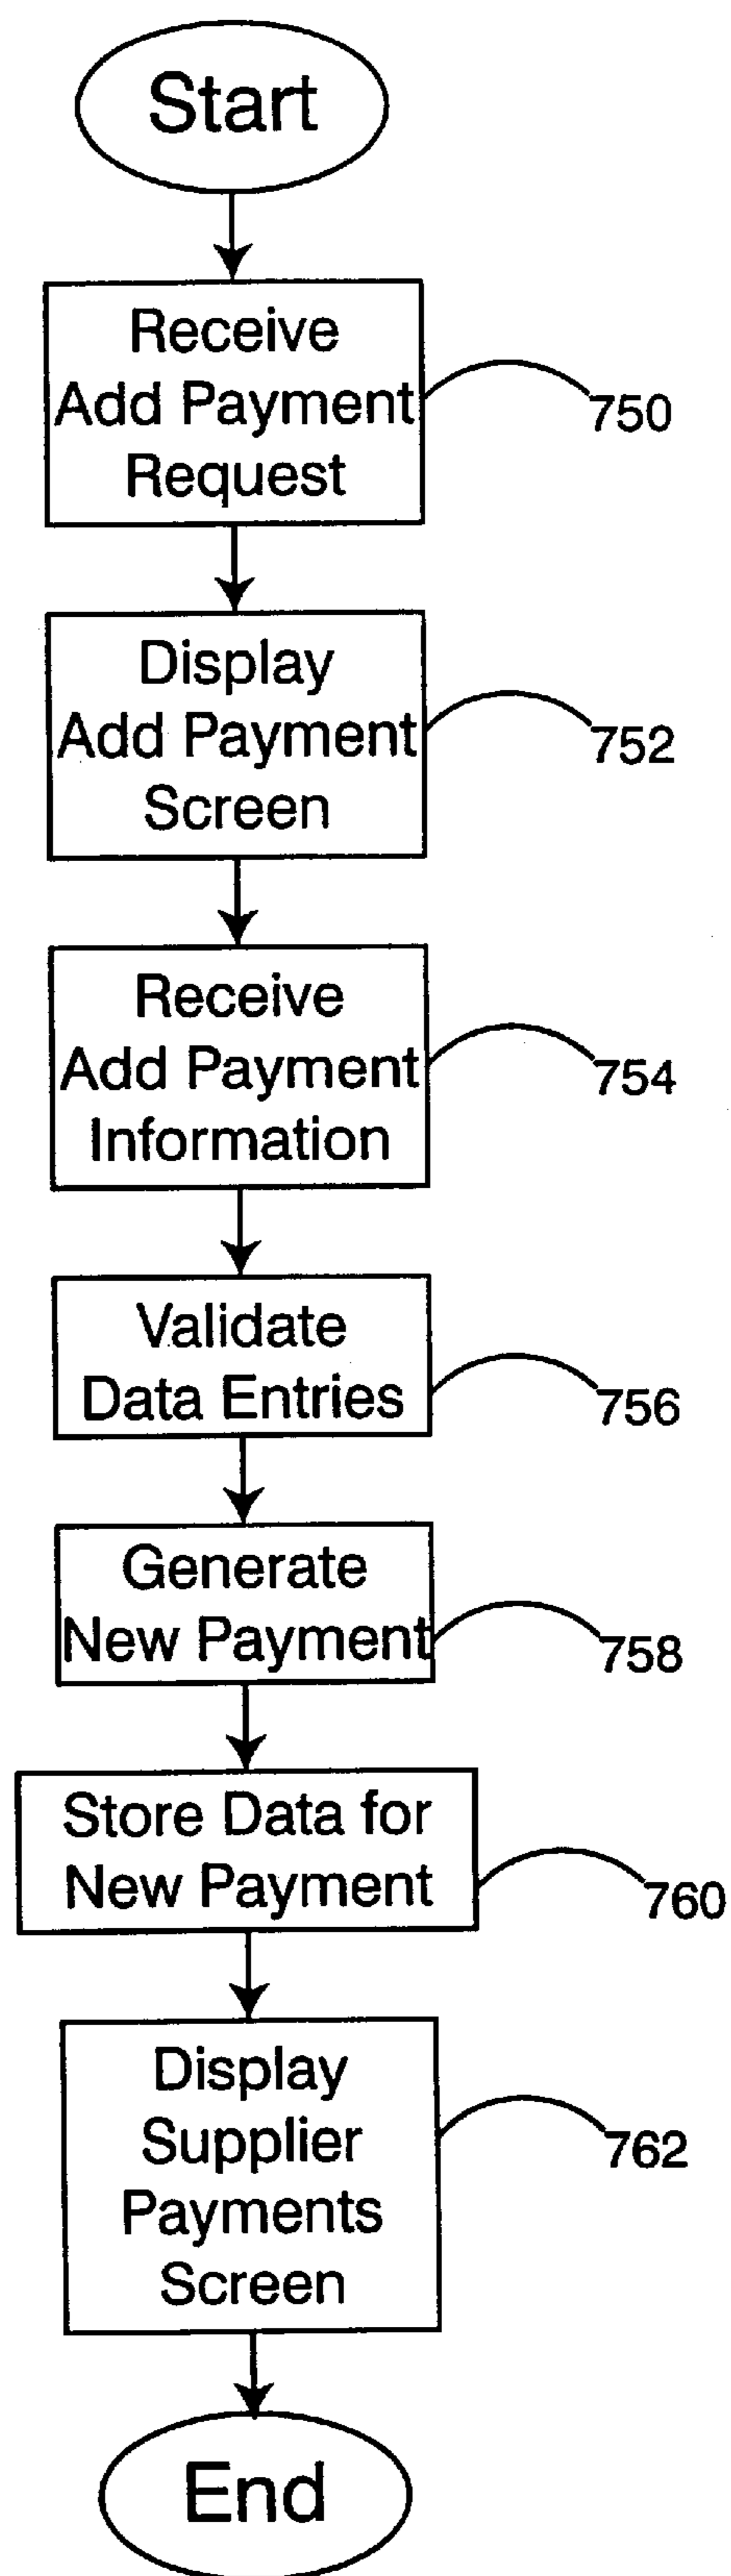 Start
Receive
Add Payment
Request
750
Display
Add Payment
Screen
752
Receive
Add Payment
Information
754
Validate
Data Entries
756
Generate
New Payment
758
Store Data for
New Payment
760
Display
Supplier
Payments
Screen
762
End